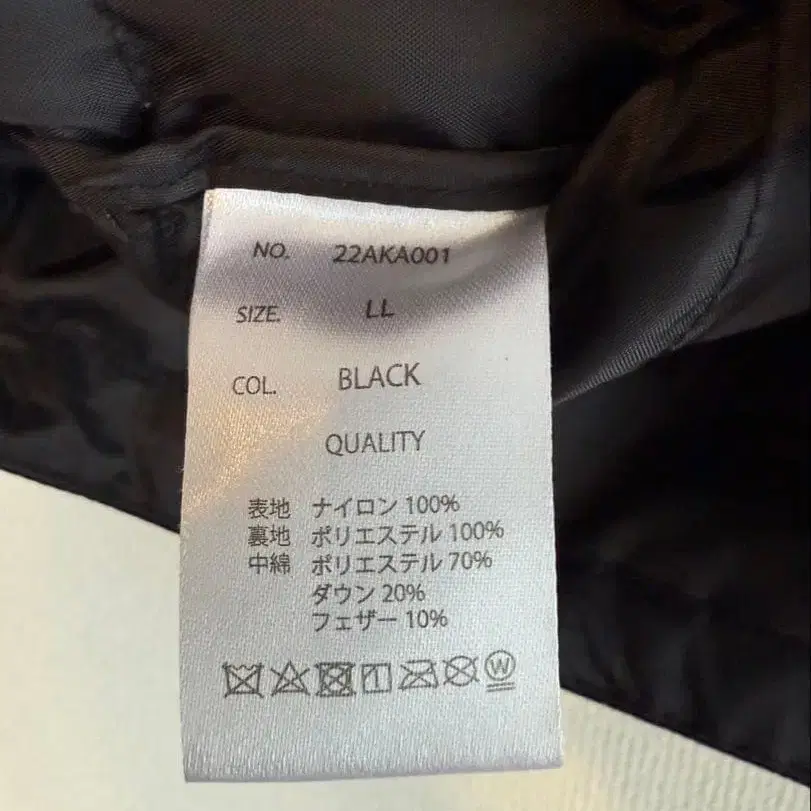 NO. 22AKA001
SIZE. LL
COL. BLACK
QUALITY
表地 ナイロン 100%
裏地 ポリエステル 100%
中綿 ポリエステル 70%
ダウン 20%
フェザー 10%
W